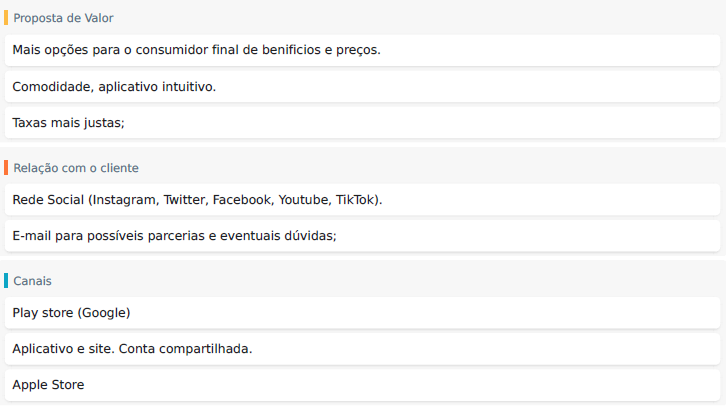 Proposta de Valor
Mais opções para o consumidor final de benificios e preços.
Comodidade, aplicativo intuitivo.
Taxas mais justas;
Relação com o cliente
Rede Social (Instagram, Twitter, Facebook, Youtube, TikTok).
E-mail para possíveis parcerias e eventuais dúvidas;
Canais
Play store (Google)
Aplicativo e site. Conta compartilhada.
Apple Store